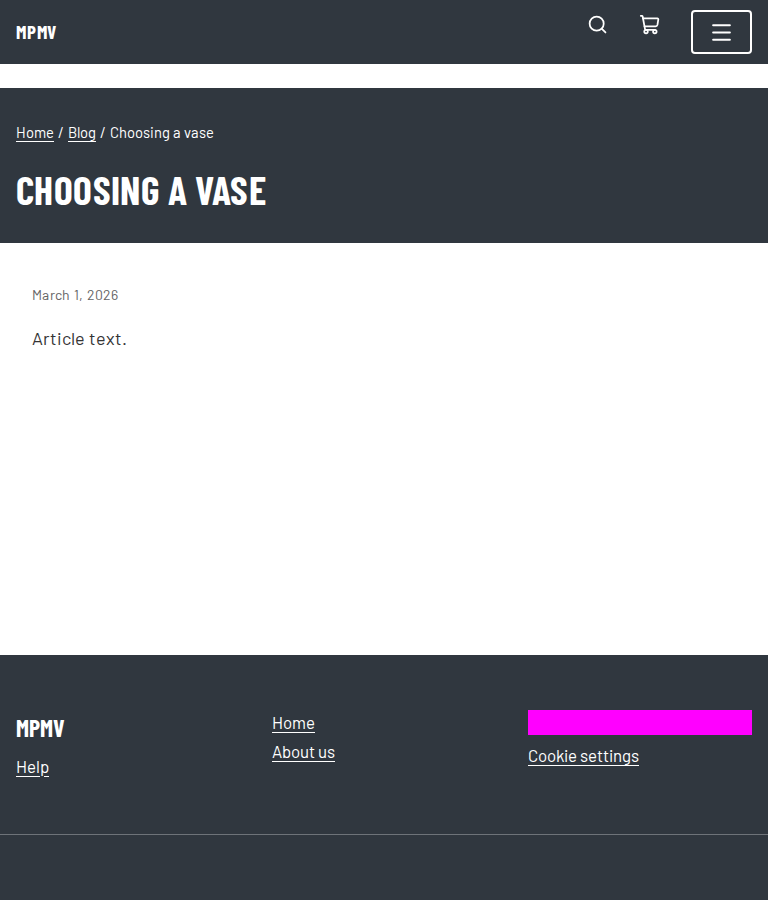 MPMV
Home / Blog / Choosing a vase
CHOOSING A VASE
March 1, 2026
Article text.
MPMV
Help
Home
About us
Cookie settings